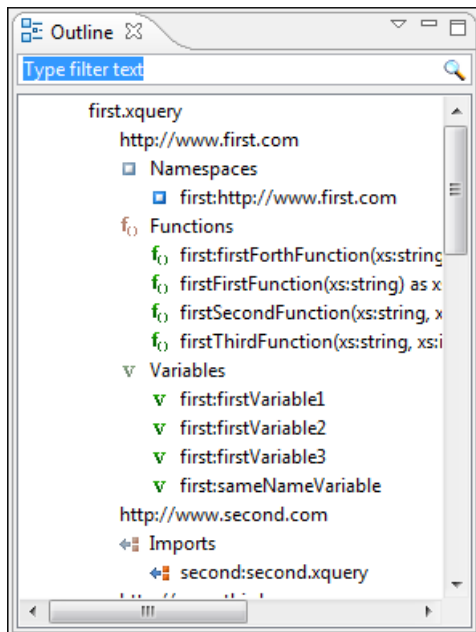 Outline
Type filter text
first.xquery
http://www.first.com
Namespaces
first:http://www.first.com
f() Functions
f() first:firstForthFunction(xs:string
f() firstFirstFunction(xs:string) as x
f() firstSecondFunction(xs:string, x
f() firstThirdFunction(xs:string, xs:i
v Variables
v first:firstVariable1
v first:firstVariable2
v first:firstVariable3
v first:sameNameVariable
http://www.second.com
Imports
second:second.xquery